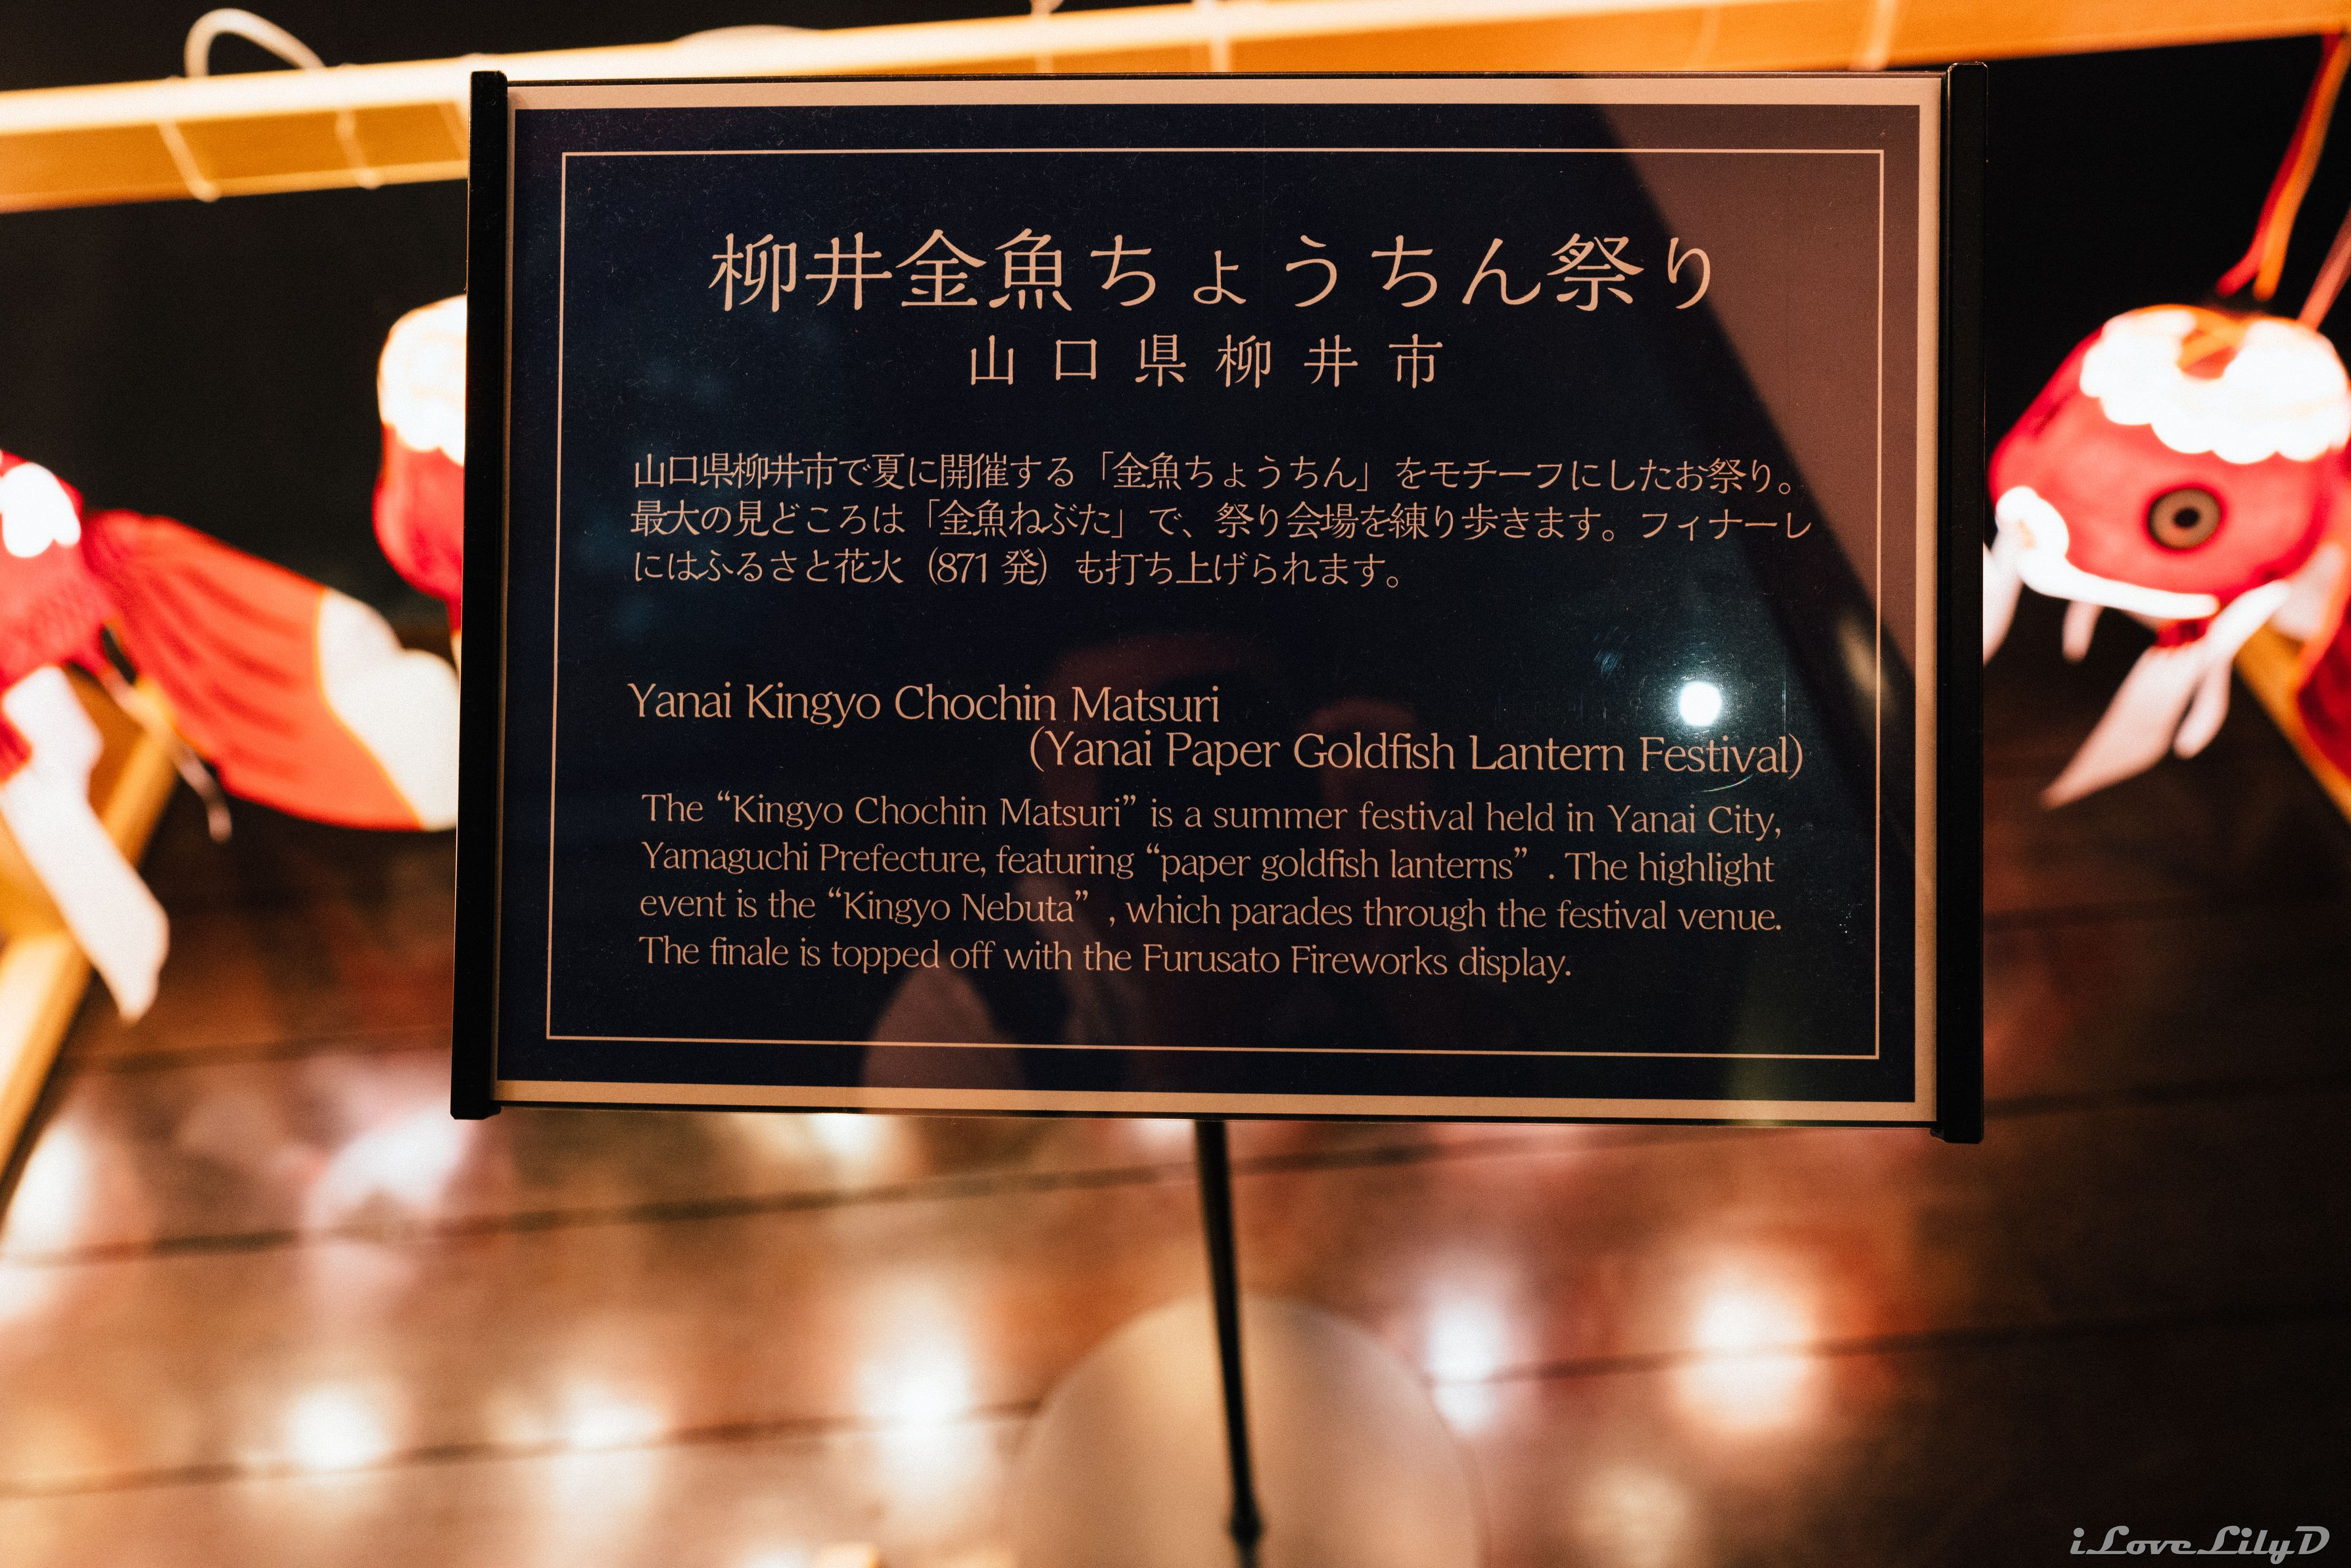 柳井金魚ちょうちん祭り
山口県柳井市
山口県柳井市で夏に開催する「金魚ちょうちん」をモチーフにしたお祭り。
最大の見どころは「金魚ねぶた」で、祭り会場を練り歩きます。フィナーレ
にはふるさと花火（871 発）も打ち上げられます。
Yanai Kingyo Chochin Matsuri
(Yanai Paper Goldfish Lantern Festival)
The “Kingyo Chochin Matsuri” is a summer festival held in Yanai City,
Yamaguchi Prefecture, featuring “paper goldfish lanterns” . The highlight
event is the “Kingyo Nebuta” , which parades through the festival venue.
The finale is topped off with the Furusato Fireworks display.
iLoveLilyD